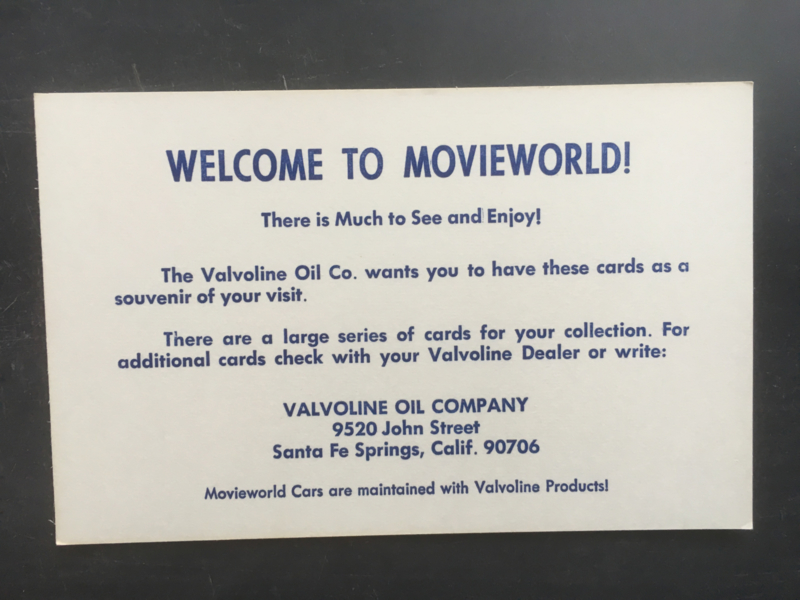 WELCOME TO MOVIEWORLD!
There is Much to See and Enjoy!
The Valvoline Oil Co. wants you to have these cards as a
souvenir of your visit.
There are a large series of cards for your collection. For
additional cards check with your Valvoline Dealer or write:
VALVOLINE OIL COMPANY
9520 John Street
Santa Fe Springs, Calif. 90706
Movieworld Cars are maintained with Valvoline Products!